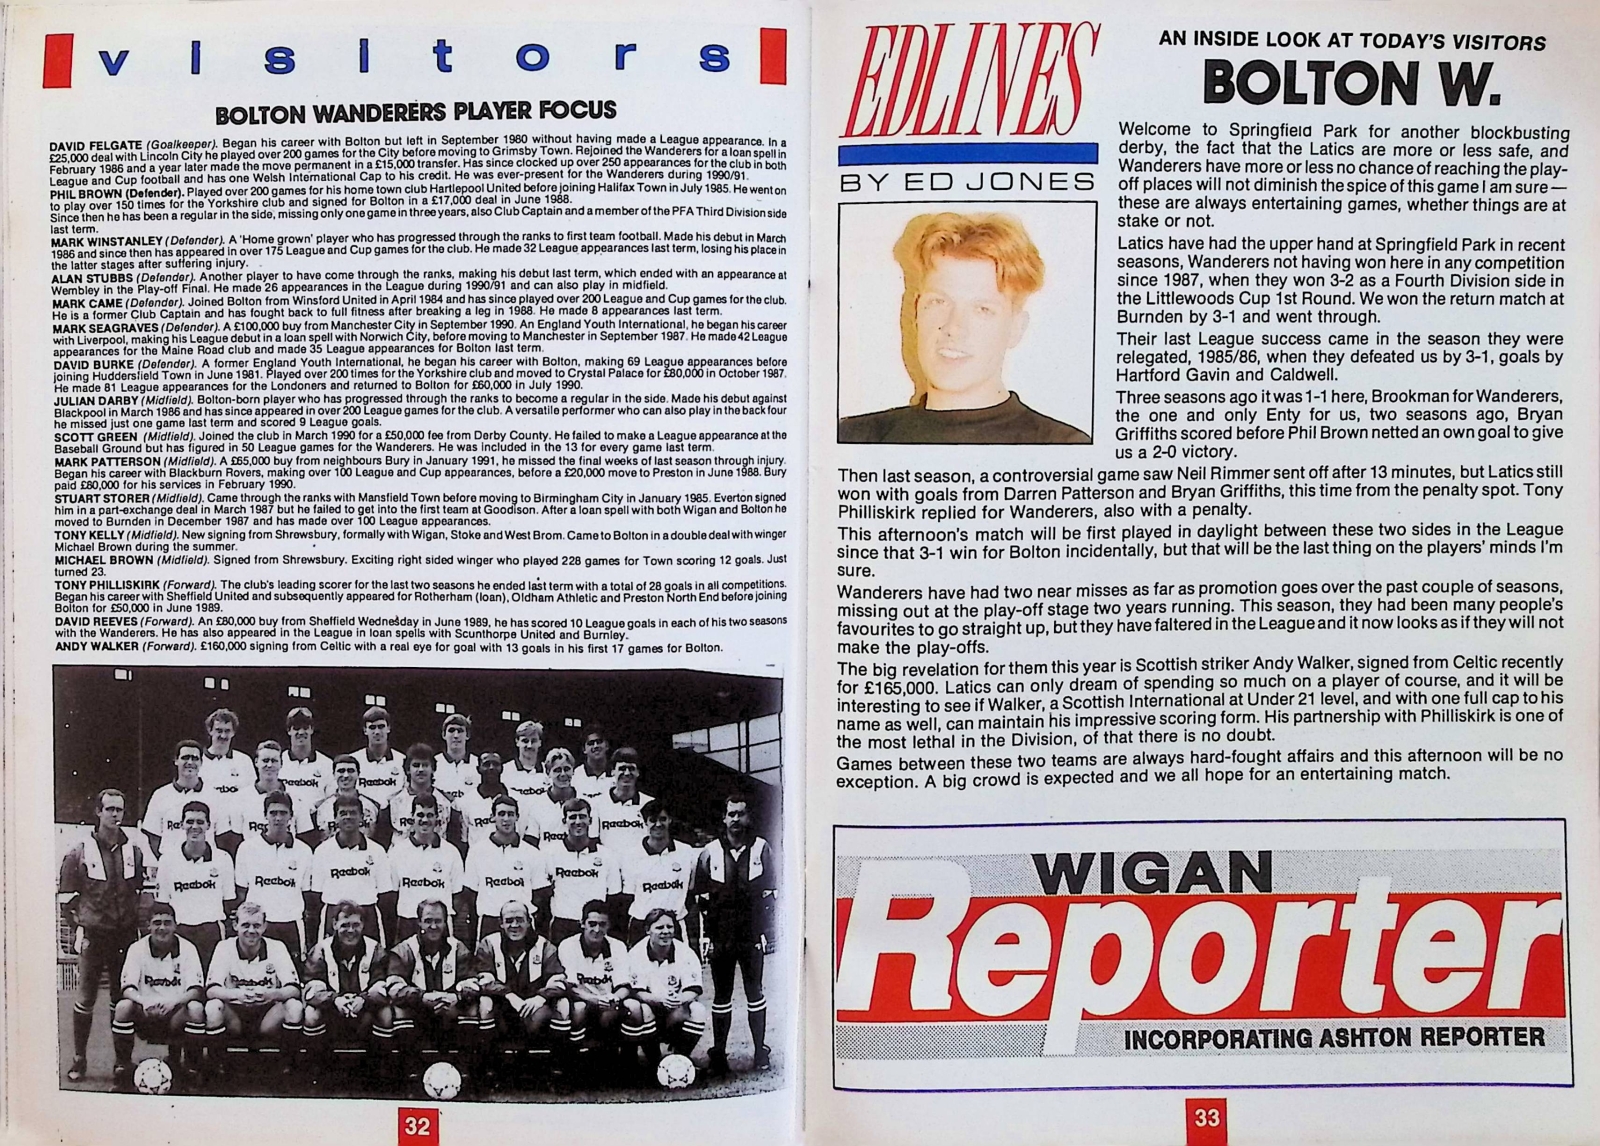 visitors
BOLTON WANDERERS PLAYER FOCUS
DAVID FELGATE (Goalkeeper). Began his career with Bolton but left in September 1980 without having made a League appearance. In a
£25,000 deal with Lincoln City he played over 200 games for the City before moving to Grimsby Town. Rejoined the Wanderers for a loan spell in
February 1986 and a year later made the move permanent in a £15,000 transfer. Has since clocked up over 250 appearances for the club in both
League and Cup football and has one Welsh International Cap to his credit. He was ever-present for the Wanderers during 1990/91.
PHIL BROWN (Defender). Played over 200 games for his home town club Hartlepool United before joining Halifax Town in July 1985. He went on
to play over 150 times for the Yorkshire club and signed for Bolton in a £17,000 deal in June 1988.
Since then he has been a regular in the side, missing only one game in three years, also Club Captain and a member of the PFA Third Division side
last term.
MARK WINSTANLEY (Defender). A 'Home grown' player who has progressed through the ranks to first team football. Made his debut in March
1986 and since then has appeared in over 175 League and Cup games for the club. He made 32 League appearances last term, losing his place in
the latter stages after suffering injury.
ALAN STUBBS (Defender). Another player to have come through the ranks, making his debut last term, which ended with an appearance at
Wembley in the Play-off Final. He made 26 appearances in the League during 1990/91 and can also play in midfield.
MARK CAME (Defender). Joined Bolton from Winsford United in April 1984 and has since played over 200 League and Cup games for the club.
He is a former Club Captain and has fought back to full fitness after breaking a leg in 1988. He made 8 appearances last term.
MARK SEAGRAVES (Defender). A £100,000 buy from Manchester City in September 1990. An England Youth International, he began his career
with Liverpool, making his League debut in a loan spell with Norwich City, before moving to Manchester in September 1987. He made 42 League
appearances for the Maine Road club and made 35 League appearances for Bolton last term.
DAVID BURKE (Defender). A former England Youth International, he began his career with Bolton, making 69 League appearances before
joining Huddersfield Town in June 1981. Played over 200 times for the Yorkshire club and moved to Crystal Palace for £80,000 in October 1987.
He made 81 League appearances for the Londoners and returned to Bolton for £60,000 in July 1990.
JULIAN DARBY (Midfield). Bolton-born player who has progressed through the ranks to become a regular in the side. Made his debut against
Blackpool in March 1986 and has since appeared in over 200 League games for the club. A versatile performer who can also play in the back four
he missed just one game last term and scored 9 League goals.
SCOTT GREEN (Midfield). Joined the club in March 1990 for a £50,000 fee from Derby County. He failed to make a League appearance at the
Baseball Ground but has figured in 50 League games for the Wanderers. He was included in the 13 for every game last term.
MARK PATTERSON (Midfield). A £65,000 buy from neighbours Bury in January 1991, he missed the final weeks of last season through injury.
Began his career with Blackburn Rovers, making over 100 League and Cup appearances, before a £20,000 move to Preston in June 1988. Bury
paid £60,000 for his services in February 1990.
STUART STORER (Midfield). Came through the ranks with Mansfield Town before moving to Birmingham City in January 1985. Everton signed
him in a part-exchange deal in March 1987 but he failed to get into the first team at Goodison. After a loan spell with both Wigan and Bolton he
moved to Burnden in December 1987 and has made over 100 League appearances.
TONY KELLY (Midfield). New signing from Shrewsbury, formally with Wigan, Stoke and West Brom. Came to Bolton in a double deal with winger
Michael Brown during the summer.
MICHAEL BROWN (Midfield). Signed from Shrewsbury. Exciting right sided winger who played 228 games for Town scoring 12 goals. Just
turned 23.
TONY PHILLISKIRK (Forward). The club's leading scorer for the last two seasons he ended last term with a total of 28 goals in all competitions.
Began his career with Sheffield United and subsequently appeared for Rotherham (loan), Oldham Athletic and Preston North End before joining
Bolton for £50,000 in June 1989.
DAVID REEVES (Forward). An £80,000 buy from Sheffield Wednesday in June 1989, he has scored 10 League goals in each of his two seasons
with the Wanderers. He has also appeared in the League in loan spells with Scunthorpe United and Burnley.
ANDY WALKER (Forward). £160,000 signing from Celtic with a real eye for goal with 13 goals in his first 17 games for Bolton.
Reebok Reebok Reebok Reebok Reebok Reebok
32
EDLINES
BY ED JONES
AN INSIDE LOOK AT TODAY'S VISITORS
BOLTON W.
Welcome to Springfield Park for another blockbusting
derby, the fact that the Latics are more or less safe, and
Wanderers have more or less no chance of reaching the play-
off places will not diminish the spice of this game I am sure —
these are always entertaining games, whether things are at
stake or not.
Latics have had the upper hand at Springfield Park in recent
seasons, Wanderers not having won here in any competition
since 1987, when they won 3-2 as a Fourth Division side in
the Littlewoods Cup 1st Round. We won the return match at
Burnden by 3-1 and went through.
Their last League success came in the season they were
relegated, 1985/86, when they defeated us by 3-1, goals by
Hartford Gavin and Caldwell.
Three seasons ago it was 1-1 here, Brookman for Wanderers,
the one and only Enty for us, two seasons ago, Bryan
Griffiths scored before Phil Brown netted an own goal to give
us a 2-0 victory.
Then last season, a controversial game saw Neil Rimmer sent off after 13 minutes, but Latics still
won with goals from Darren Patterson and Bryan Griffiths, this time from the penalty spot. Tony
Philliskirk replied for Wanderers, also with a penalty.
This afternoon's match will be first played in daylight between these two sides in the League
since that 3-1 win for Bolton incidentally, but that will be the last thing on the players' minds I'm
sure.
Wanderers have had two near misses as far as promotion goes over the past couple of seasons,
missing out at the play-off stage two years running. This season, they had been many people's
favourites to go straight up, but they have faltered in the League and it now looks as if they will not
make the play-offs.
The big revelation for them this year is Scottish striker Andy Walker, signed from Celtic recently
for £165,000. Latics can only dream of spending so much on a player of course, and it will be
interesting to see if Walker, a Scottish International at Under 21 level, and with one full cap to his
name as well, can maintain his impressive scoring form. His partnership with Philliskirk is one of
the most lethal in the Division, of that there is no doubt.
Games between these two teams are always hard-fought affairs and this afternoon will be no
exception. A big crowd is expected and we all hope for an entertaining match.
WIGAN
Reporter
INCORPORATING ASHTON REPORTER
33